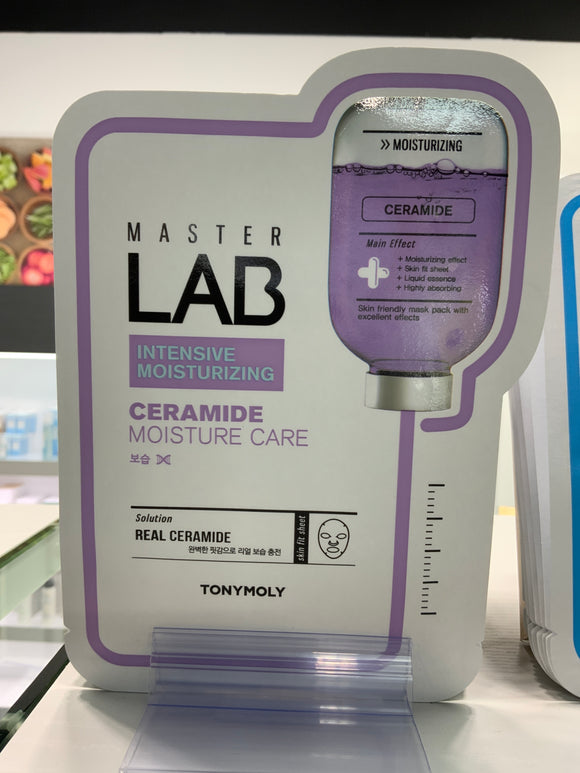 >> MOISTURIZING
CERAMIDE
Main Effect
+ Moisturizing effect
+ Skin fit sheet
+ Liquid essence
+ Highly absorbing
Skin friendly mask pack with
excellent effects
MASTER
LAB
INTENSIVE
MOISTURIZING
CERAMIDE
MOISTURE CARE
보습
Solution
REAL CERAMIDE
완벽한 핏감으로 리얼 보습 충전
skin fit sheet
TONYMOLY